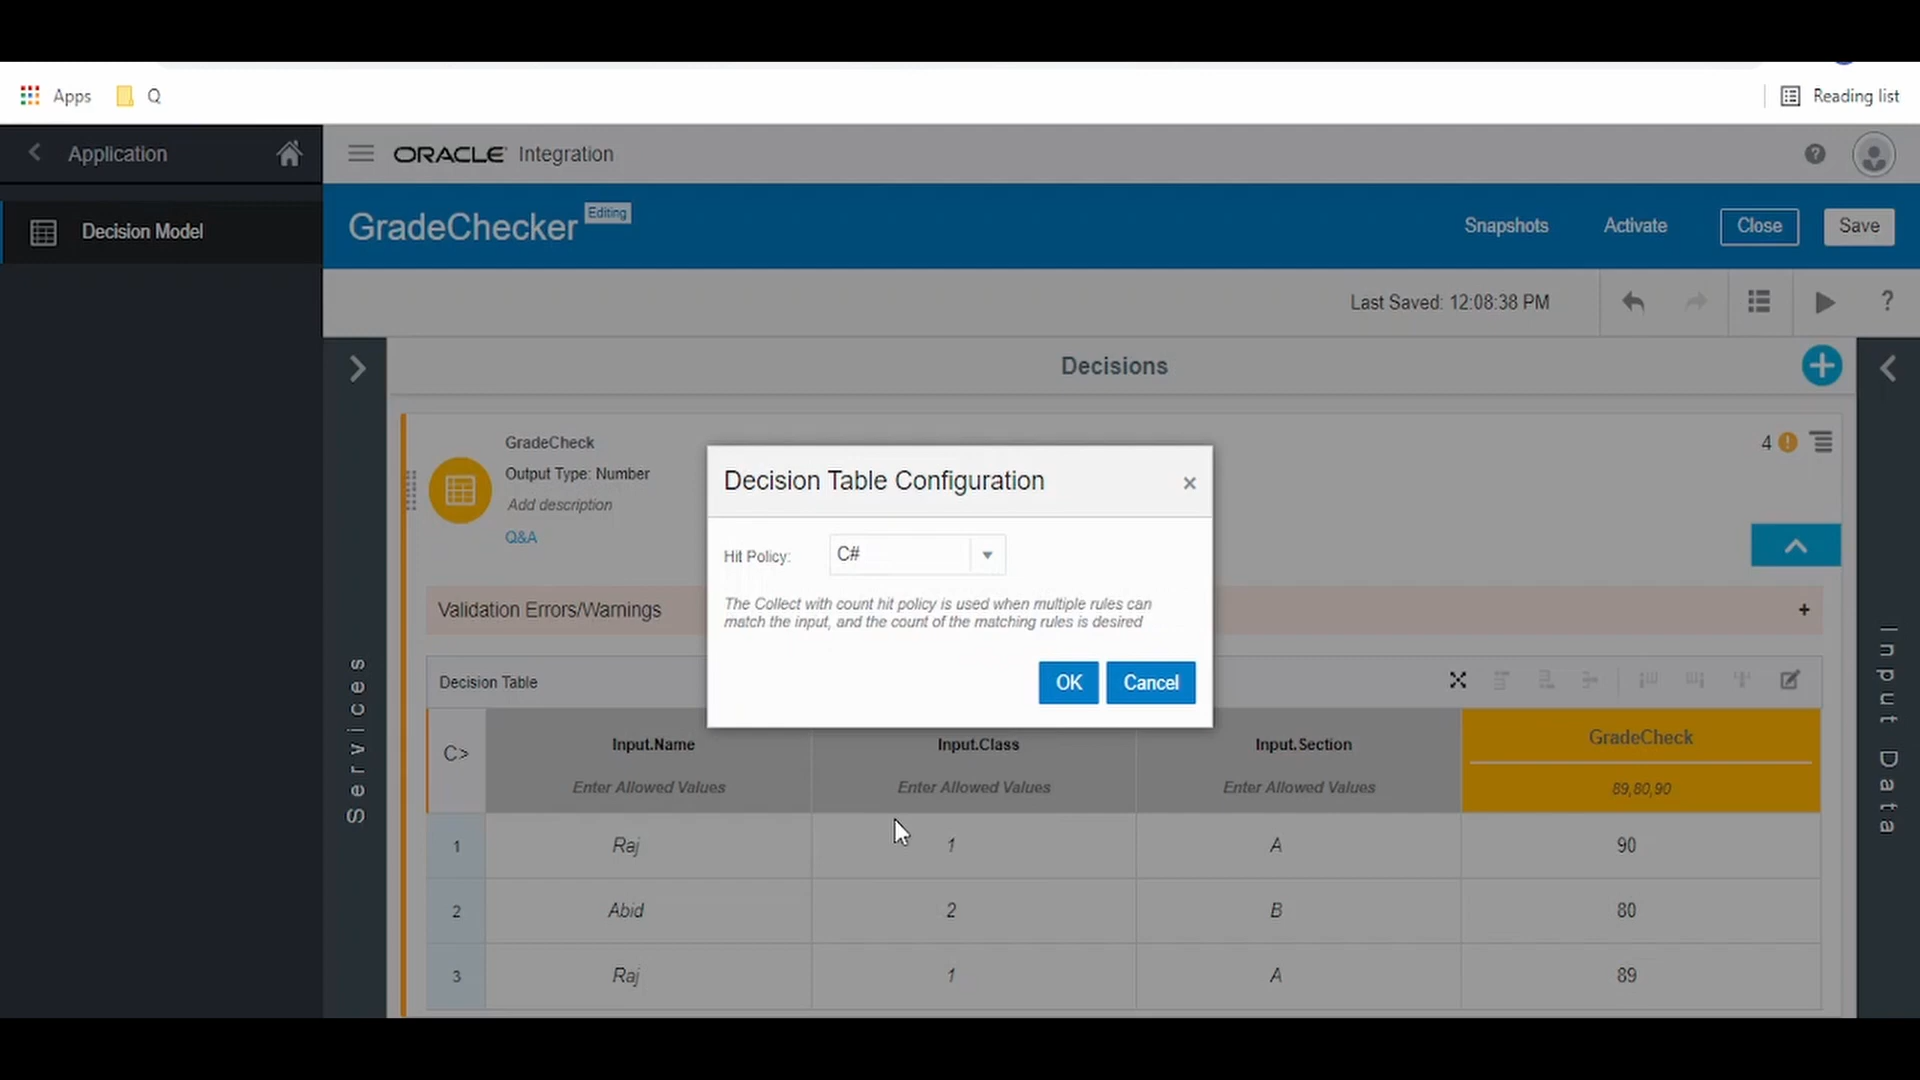 Apps Q Reading list
Application ORACLE Integration
Decision Model
GradeChecker Editing Snapshots Activate Close Save
Last Saved: 12:08:38 PM ?
Decisions
GradeCheck
Output Type: Number
Add description
Q&A
4
Decision Table Configuration ×
Hit Policy: C#
The Collect with count hit policy is used when multiple rules can
match the input, and the count of the matching rules is desired
OK Cancel
Validation Errors/Warnings +
Services
Input Data
Decision Table
C> Input.Name Input.Class Input.Section GradeCheck
Enter Allowed Values Enter Allowed Values Enter Allowed Values 89,80,90
1 Raj 1 A 90
2 Abid 2 B 80
3 Raj 1 A 89